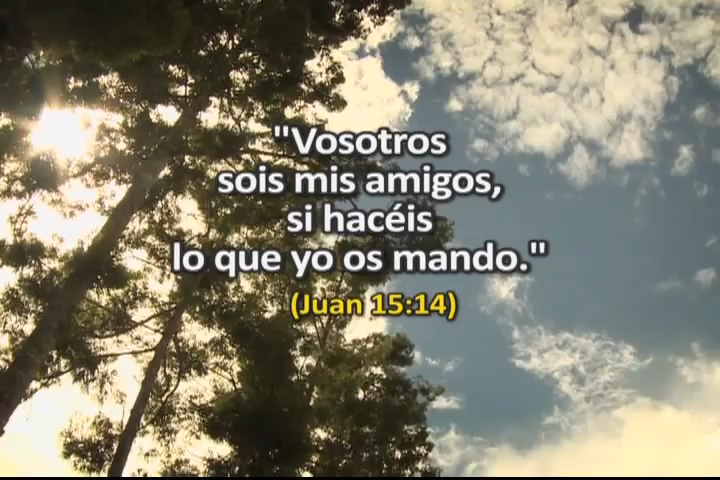 "Vosotros
sois mis amigos,
si hacéis
lo que yo os mando."
(Juan 15:14)